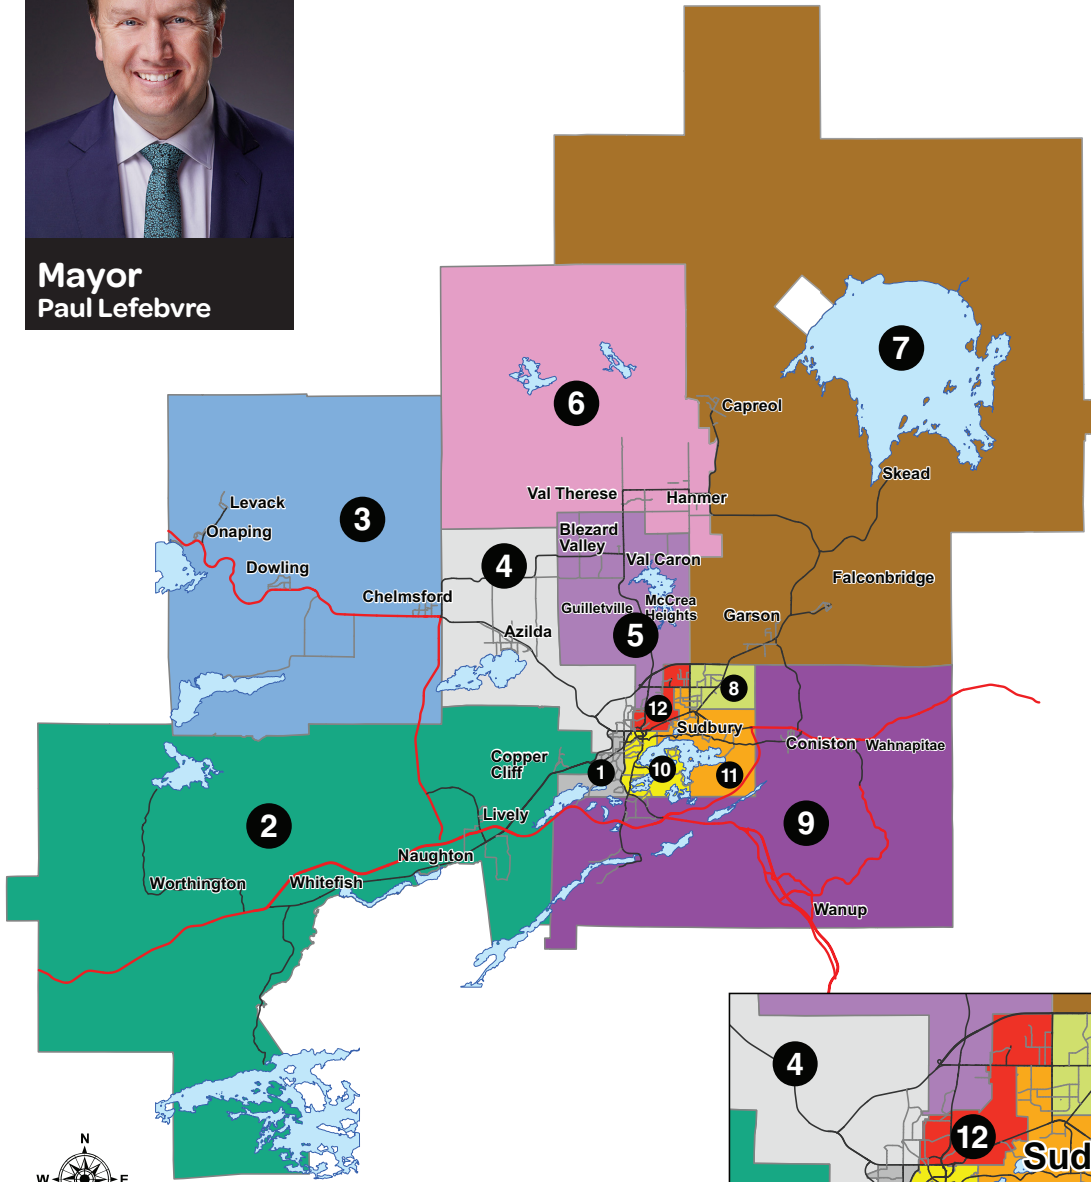 Mayor
Paul Lefebvre
7
6
Capreol
Skead
Val Therese
Hanmer
Levack
3
Onaping
Blezard
Valley
Val Caron
4
Dowling
Falconbridge
Chelmsford
Guilletville
McCrea
Heights
Garson
Azilda
5
8
12
Sudbury
Coniston
Wahnapitae
Copper
Cliff
1
10
11
2
Lively
9
Naughton
Worthington
Whitefish
Wanup
4
12
Sud
N
W
E